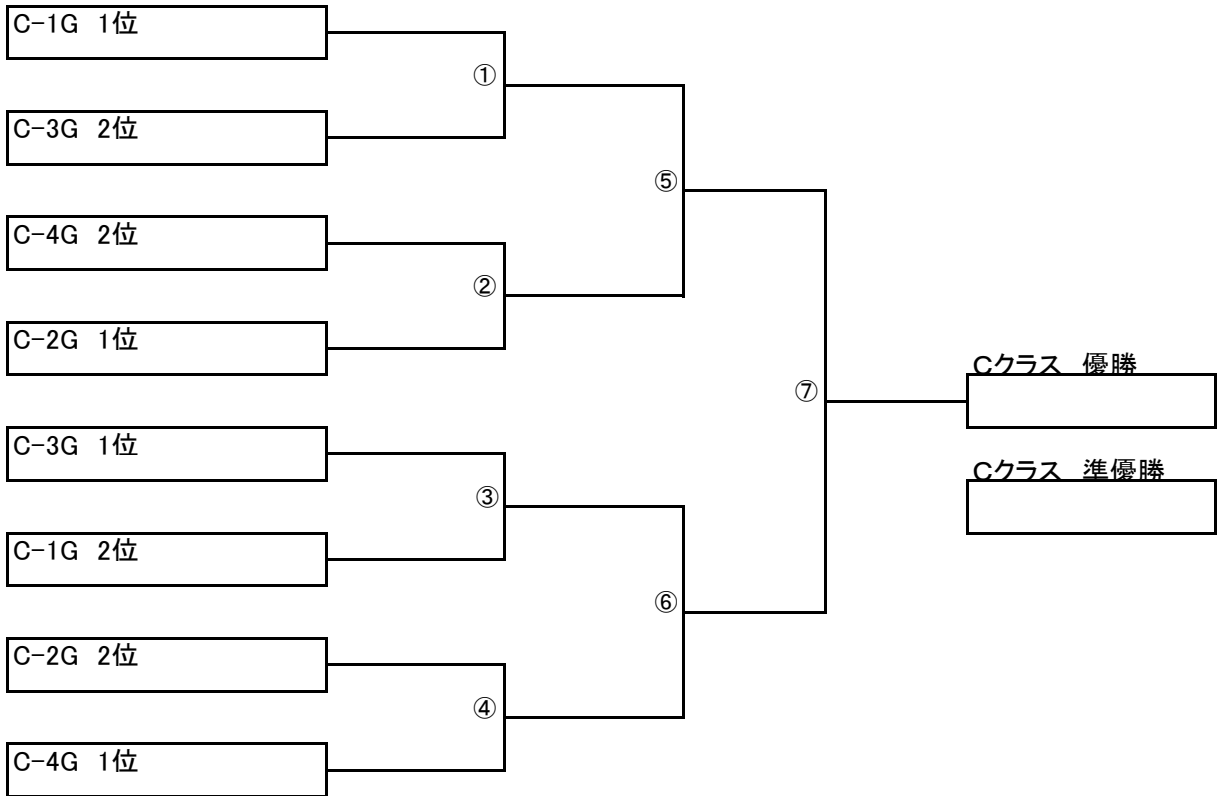 C-1G 1位
①
C-3G 2位
⑤
C-4G 2位
②
C-2G 1位
Cクラス 優勝
⑦
C-3G 1位
Cクラス 準優勝
③
C-1G 2位
⑥
C-2G 2位
④
C-4G 1位